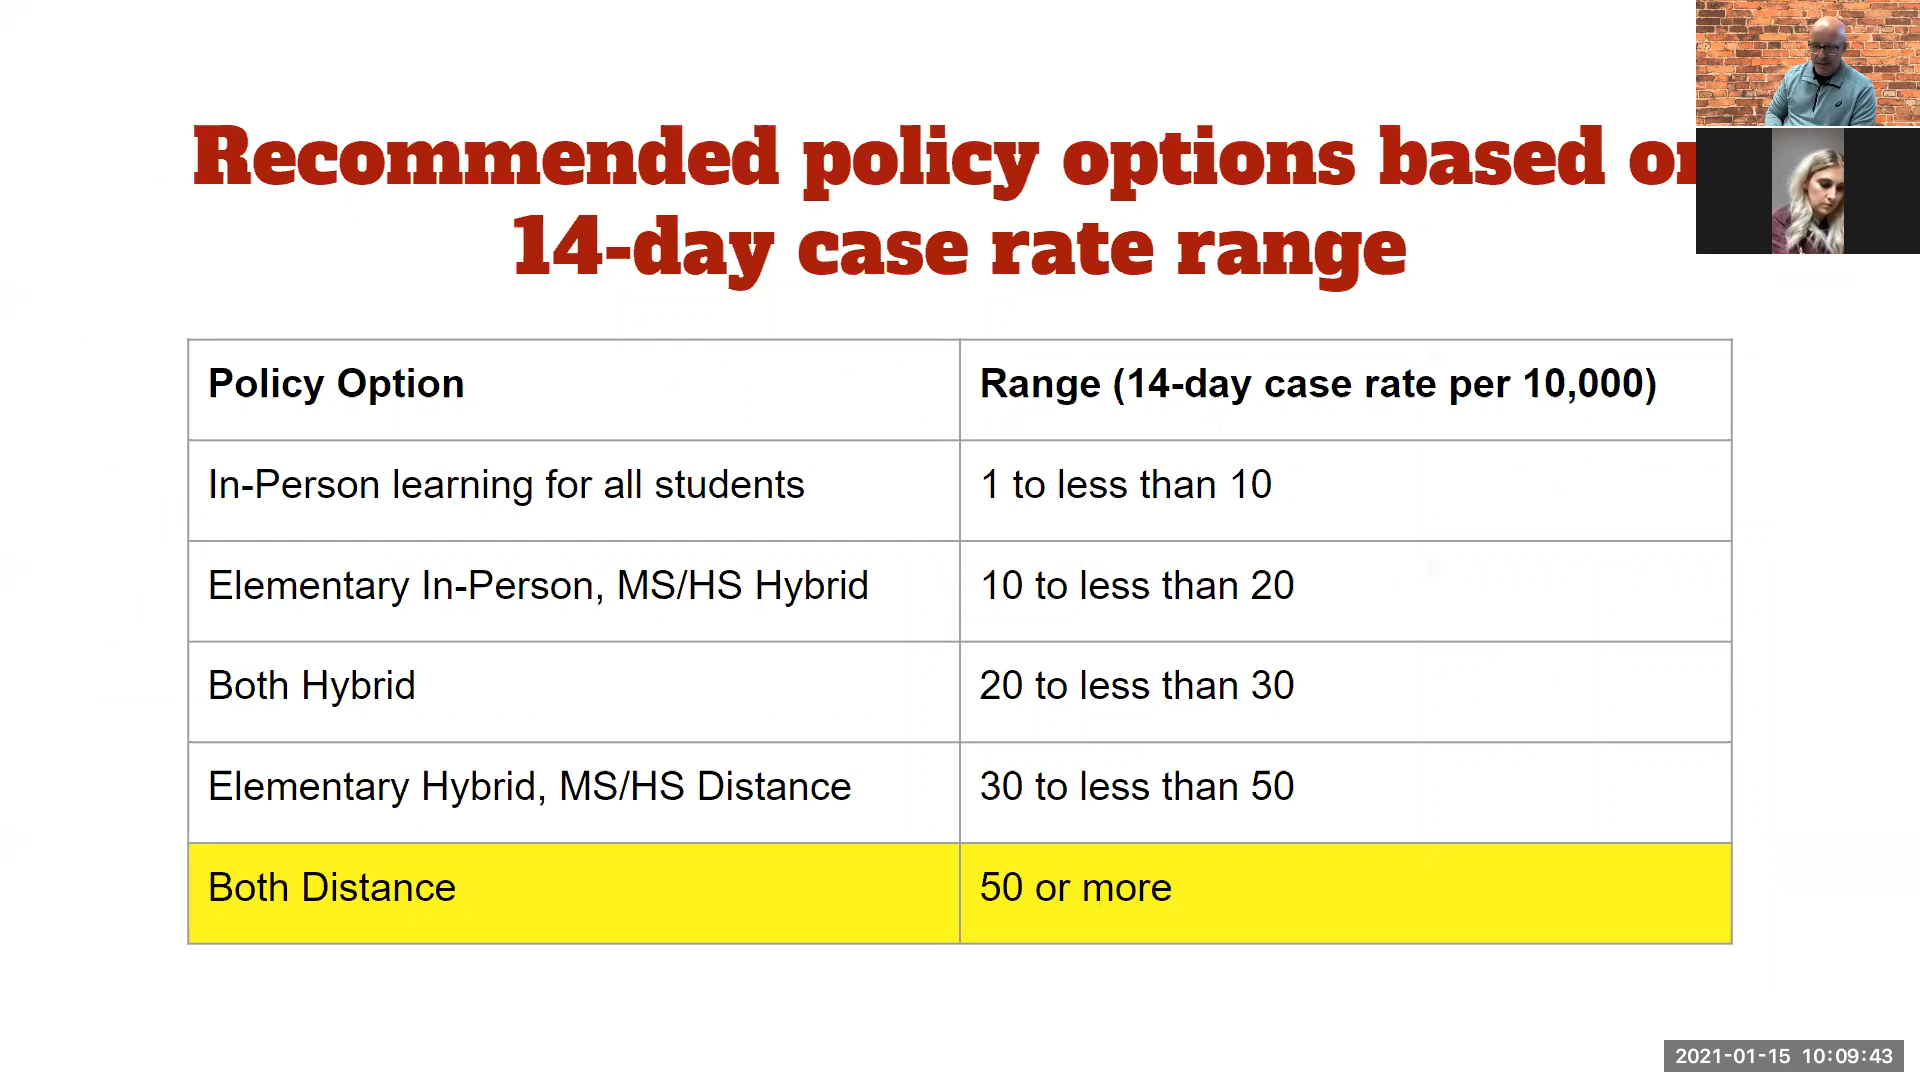 Recommended policy options based on
14-day case rate range
Policy Option
Range (14-day case rate per 10,000)
In-Person learning for all students
1 to less than 10
Elementary In-Person, MS/HS Hybrid
10 to less than 20
Both Hybrid
20 to less than 30
Elementary Hybrid, MS/HS Distance
30 to less than 50
Both Distance
50 or more
2021-01-15 10:09:43